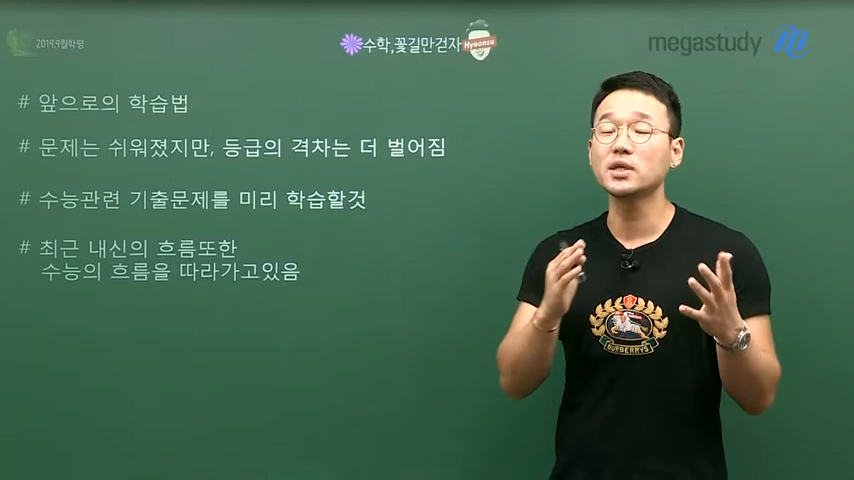 2019.9월학평
수학,꽃길만걷자
Hyeonsu
megastudy
# 앞으로의 학습법
# 문제는 쉬워졌지만, 등급의 격차는 더 벌어짐
# 수능관련 기출문제를 미리 학습할것
# 최근 내신의 흐름또한
수능의 흐름을 따라가고있음
BURBERRYS